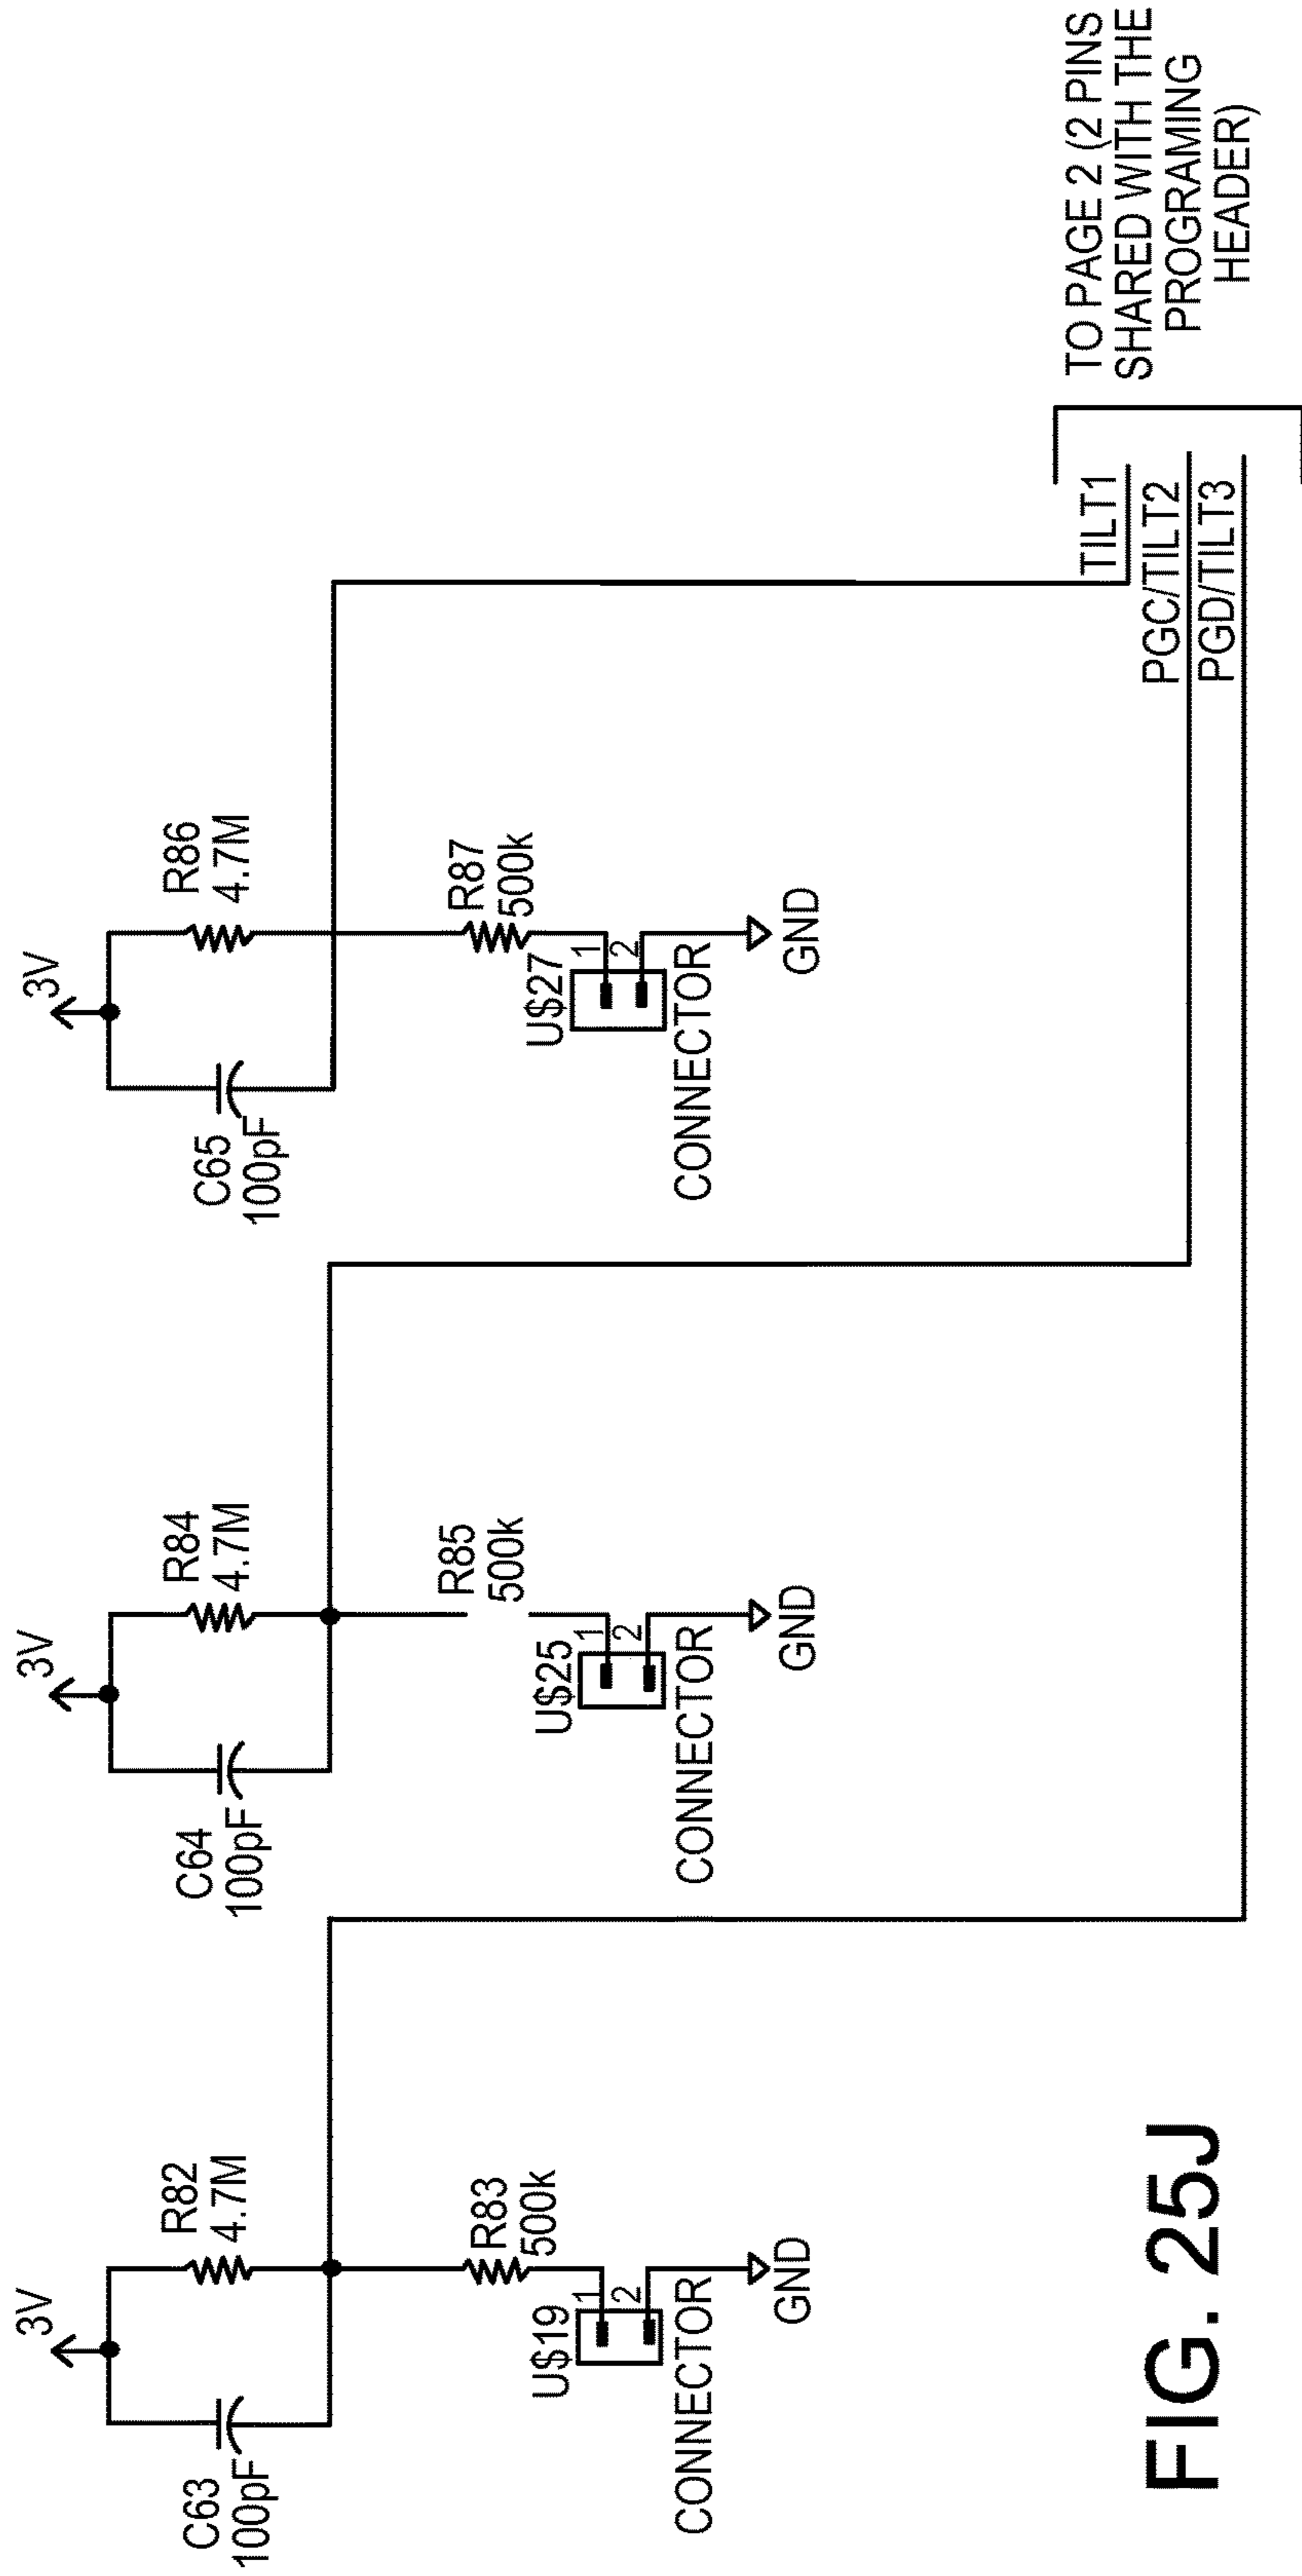 3V
C63
100pF
R82
4.7M
R83
500k
U$19
1
2
CONNECTOR
GND
3V
C64
100pF
R84
4.7M
R85
500k
U$25
1
2
CONNECTOR
GND
3V
C65
100pF
R86
4.7M
R87
500k
U$27
1
2
CONNECTOR
GND
TILT1
PGC/TILT2
PGD/TILT3
TO PAGE 2 (2 PINS
SHARED WITH THE
PROGRAMING
HEADER)
FIG. 25J